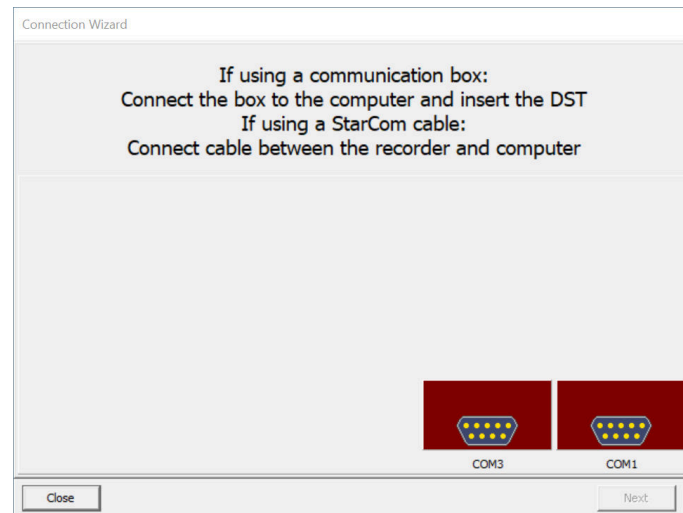 Connection Wizard
If using a communication box:
Connect the box to the computer and insert the DST
If using a StarCom cable:
Connect cable between the recorder and computer
COM3
COM1
Close
Next